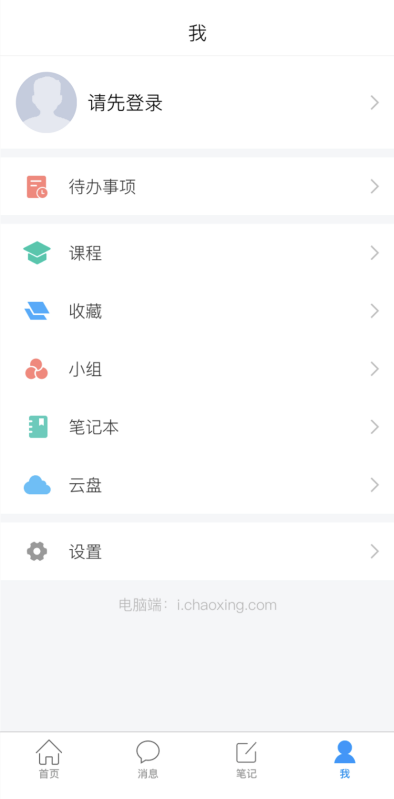 我
请先登录
待办事项
课程
收藏
小组
笔记本
云盘
设置
电脑端：i.chaoxing.com
首页
消息
笔记
我